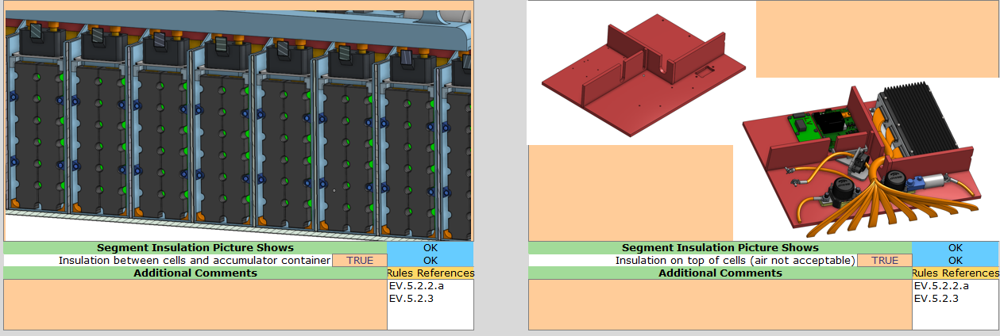 Segment Insulation Picture Shows OK
Insulation between cells and accumulator container TRUE OK
Additional Comments Rules References
EV.5.2.2.a
EV.5.2.3
Segment Insulation Picture Shows OK
Insulation on top of cells (air not acceptable) TRUE OK
Additional Comments Rules References
EV.5.2.2.a
EV.5.2.3